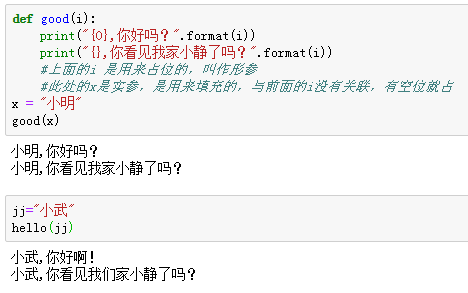 def good(i):
    print("{0},你好吗？".format(i))
    print("{},你看见我家小静了吗？".format(i))
    #上面的i 是用来占位的，叫作形参
    #此处的x是实参，是用来填充的，与前面的i没有关联，有空位就占
x = "小明"
good(x)
小明,你好吗？
小明,你看见我家小静了吗？
jj="小武"
hello(jj)
小武,你好啊！
小武,你看见我们家小静了吗？